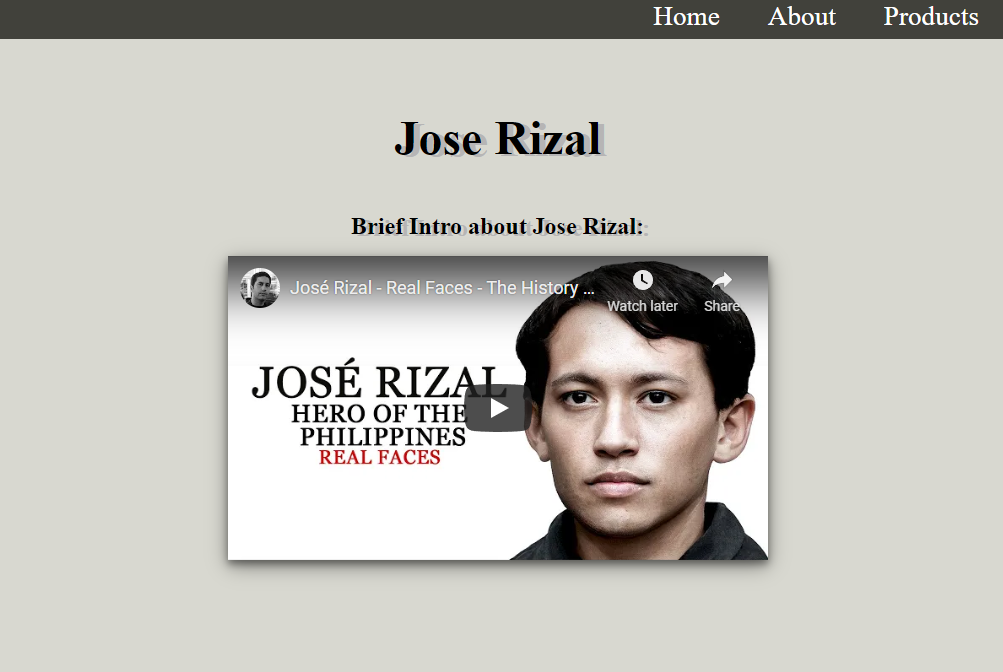 Home About Products
Jose Rizal
Brief Intro about Jose Rizal:
José Rizal - Real Faces - The History ...
Watch later Share
JOSÉ RIZAL
HERO OF THE
PHILIPPINES
REAL FACES